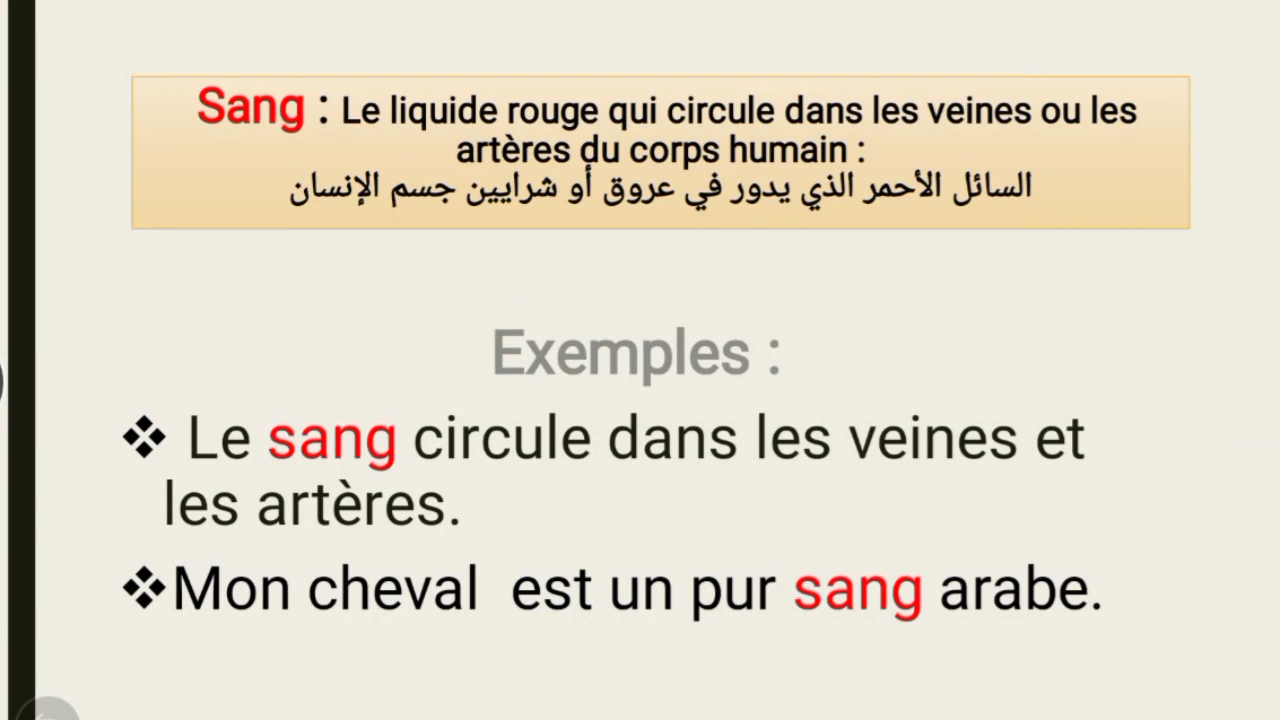 Sang : Le liquide rouge qui circule dans les veines ou les
artères du corps humain :
السائل الأحمر الذي يدور في عروق أو شرايين جسم الإنسان
Exemples :
❖ Le sang circule dans les veines et
les artères.
❖Mon cheval est un pur sang arabe.